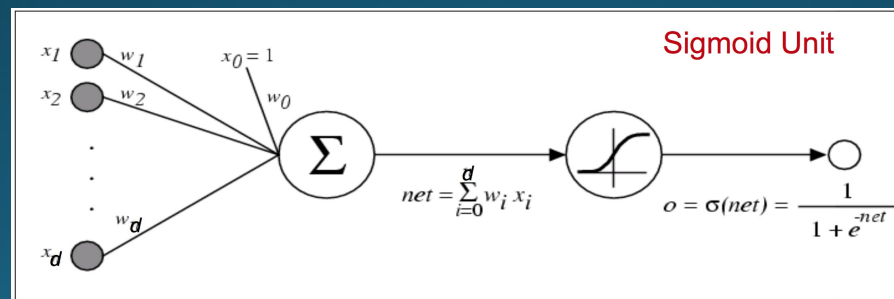 Sigmoid Unit
x1 w1 x0 = 1
x2 w2 w0
.
.
.
wd
xd
Σ
net = d Σ i=0 wi xi
o = σ(net) = 1 / 1 + e^-net